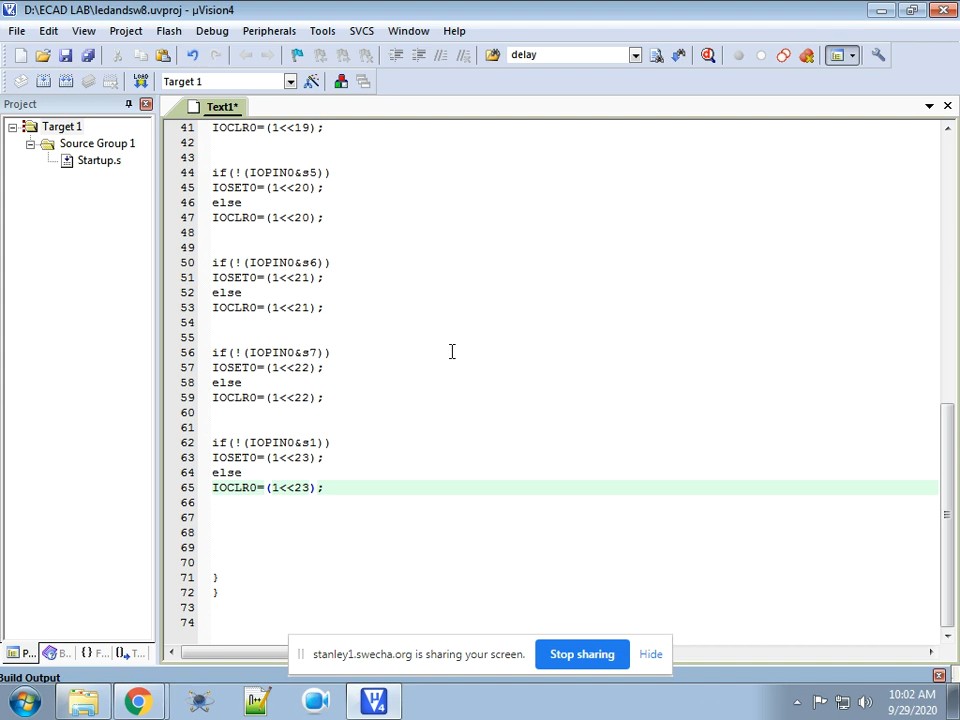 D:\ECAD LAB\ledandsw8.uvproj - µVision4
File Edit View Project Flash Debug Peripherals Tools SVCS Window Help
delay
LOAD Target 1
Project
Text1*
Target 1
Source Group 1
Startup.s
41 IOCLR0=(1<<19);
42
43
44 if(!(IOPIN0&s5))
45 IOSET0=(1<<20);
46 else
47 IOCLR0=(1<<20);
48
49
50 if(!(IOPIN0&s6))
51 IOSET0=(1<<21);
52 else
53 IOCLR0=(1<<21);
54
55
56 if(!(IOPIN0&s7))
57 IOSET0=(1<<22);
58 else
59 IOCLR0=(1<<22);
60
61
62 if(!(IOPIN0&s1))
63 IOSET0=(1<<23);
64 else
65 IOCLR0=(1<<23);
66
67
68
69
70
71 }
72 }
73
74
P... B... {} F... T...
stanley1.swecha.org is sharing your screen. Stop sharing Hide
Build Output
10:02 AM
9/29/2020